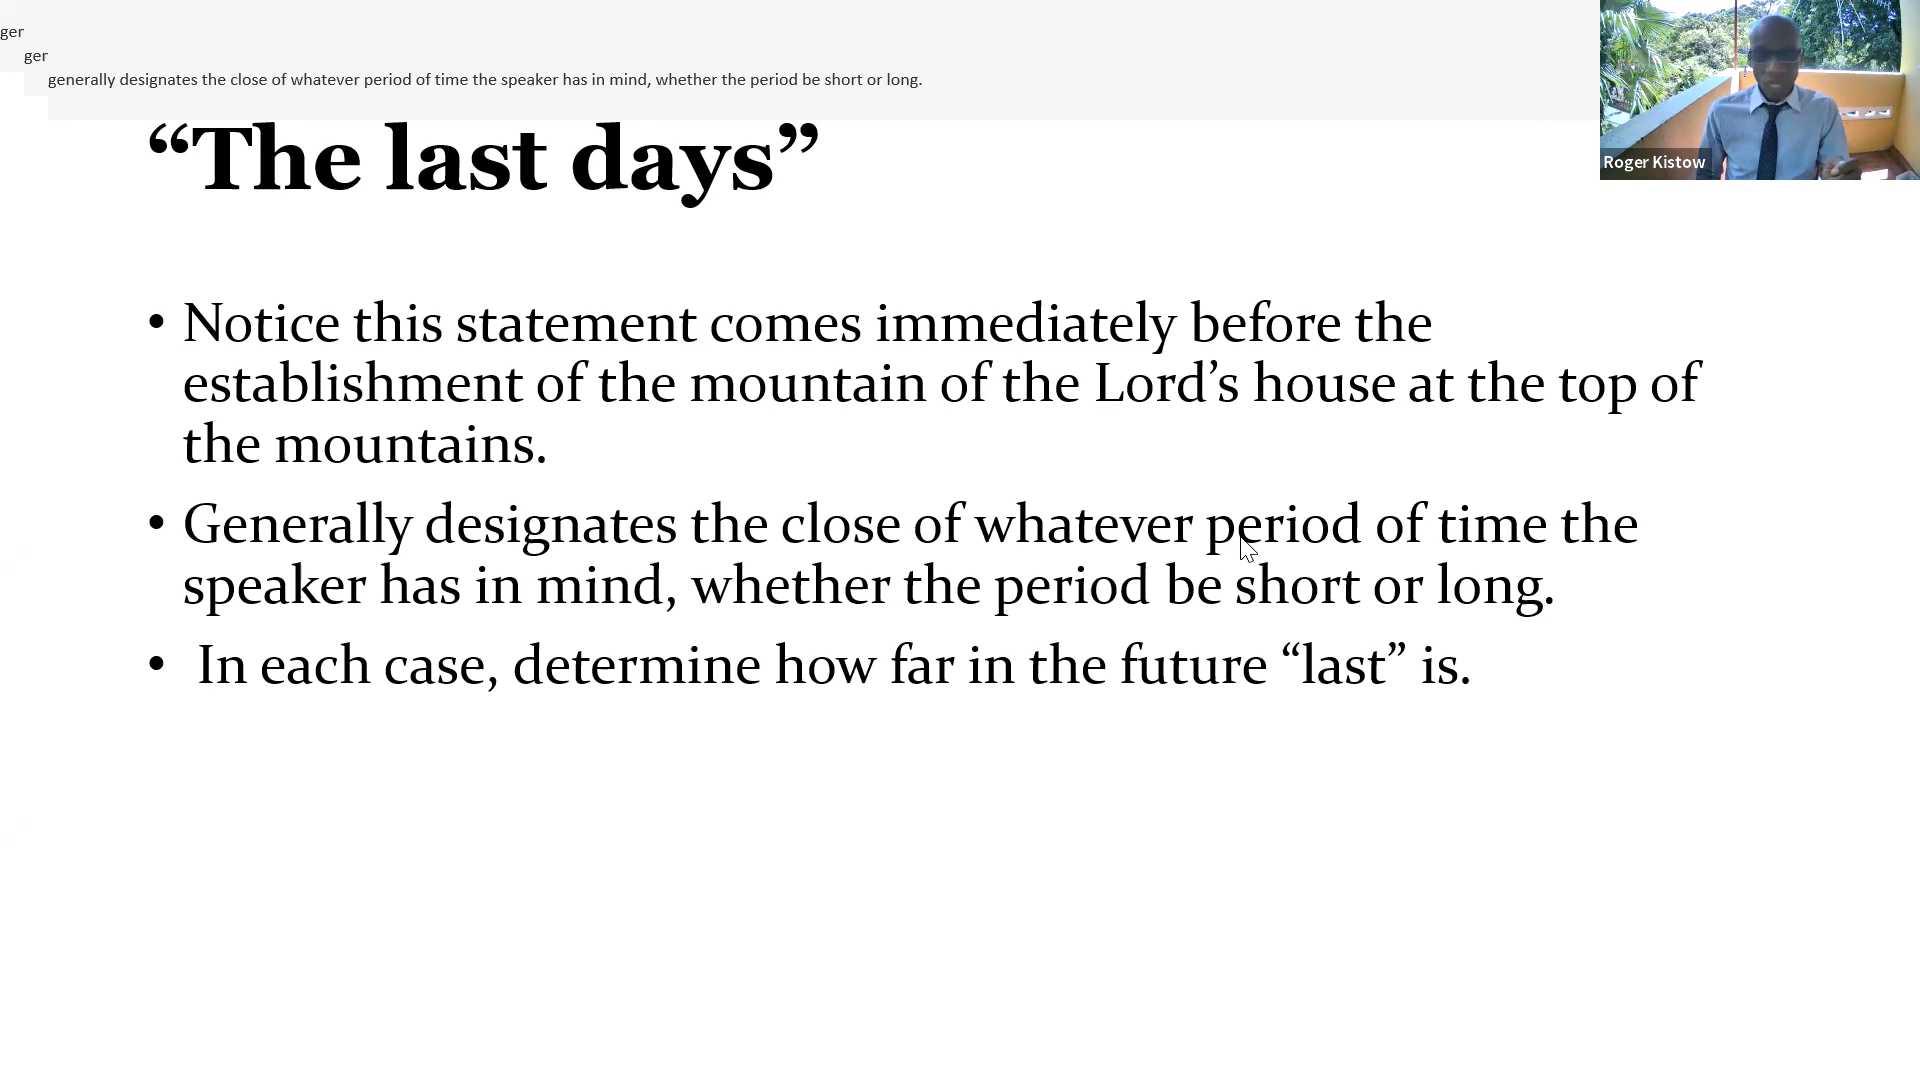 ger
ger
generally designates the close of whatever period of time the speaker has in mind, whether the period be short or long.
Roger Kistow
“The last days”
• Notice this statement comes immediately before the
establishment of the mountain of the Lord’s house at the top of
the mountains.
• Generally designates the close of whatever period of time the
speaker has in mind, whether the period be short or long.
• In each case, determine how far in the future “last” is.